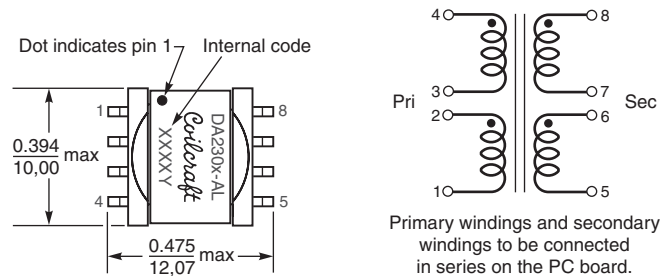 Dot indicates pin 1
Internal code
1
8
4
5
DA230x-AL
Coilcraft
XXXXY
0.394
10,00
max
0.475
12,07
max
4
8
3
7
Pri
Sec
2
6
1
5
Primary windings and secondary
windings to be connected
in series on the PC board.